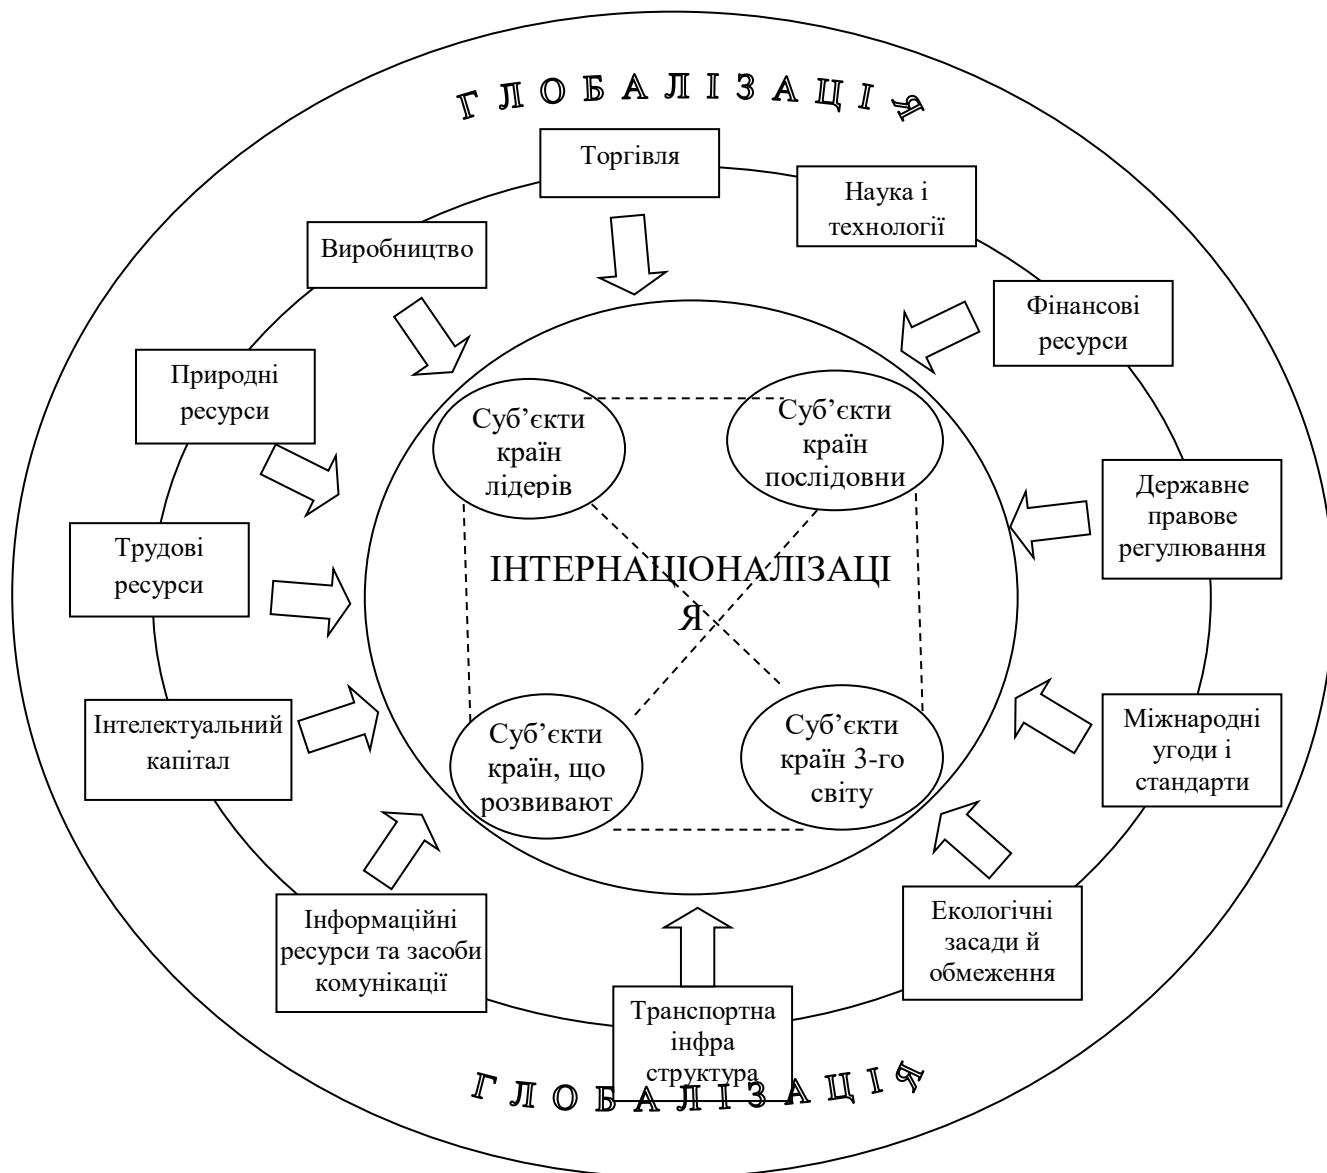 ГЛОБАЛІЗАЦІЯ
Торгівля
Наука і
технології
Виробництво
Фінансові
ресурси
Природні
ресурси
Суб’єкти
країн
лідерів
Суб’єкти
країн
послідовни
Державне
правове
регулювання
Трудові
ресурси
ІНТЕРНАЦІОНАЛІЗАЦІ
Я
Інтелектуальний
капітал
Суб’єкти
країн, що
розвивают
Суб’єкти
країн 3-го
світу
Міжнародні
угоди і
стандарти
Інформаційні
ресурси та засоби
комунікації
Екологічні
засади й
обмеження
Транспортна
інфра
структура
ГЛОБАЛІЗАЦІЯ